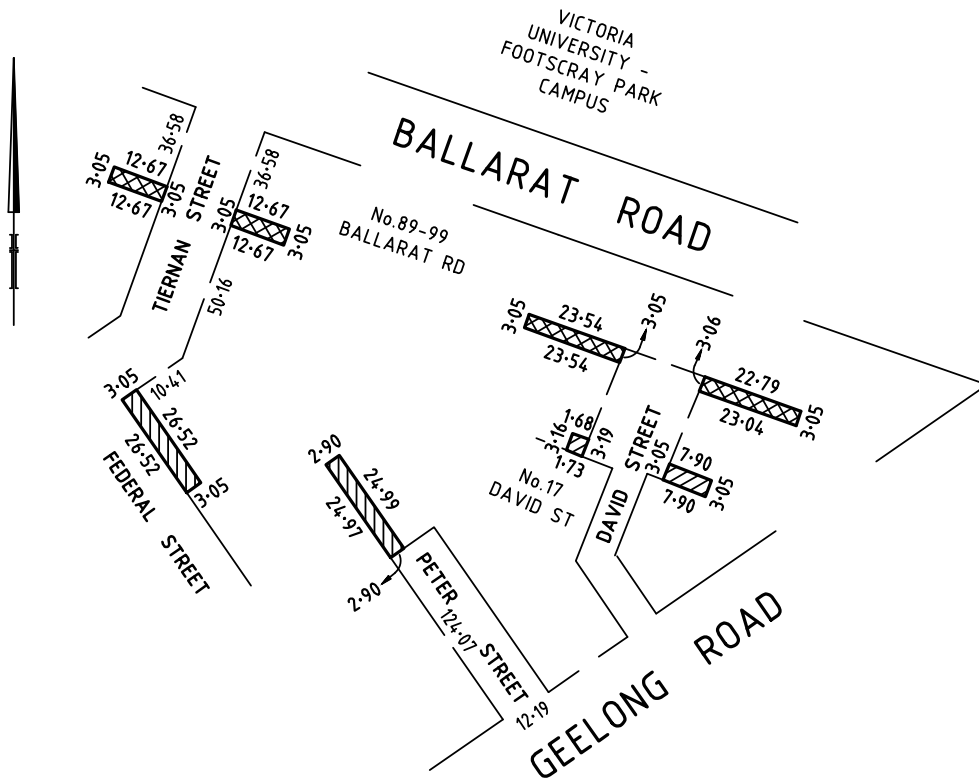 VICTORIA
UNIVERSITY -
FOOTSCRAY PARK
CAMPUS
BALLARAT ROAD
36·58
12·67
3·05
3·05
12·67
TIERNAN STREET
36·58
3·05
12·67
3·05
12·67
50·16
No.89-99
BALLARAT RD
3·05
23·54
3·05
23·54
3·06
22·79
3·05
23·04
3·05
10·41
26·52
26·52
3·05
FEDERAL STREET
2·90
24·99
24·97
2·90
PETER STREET
124·07
12·19
1·68
3·16
3·19
1·73
No.17
DAVID ST
DAVID STREET
3·05
7·90
3·05
7·90
GEELONG ROAD